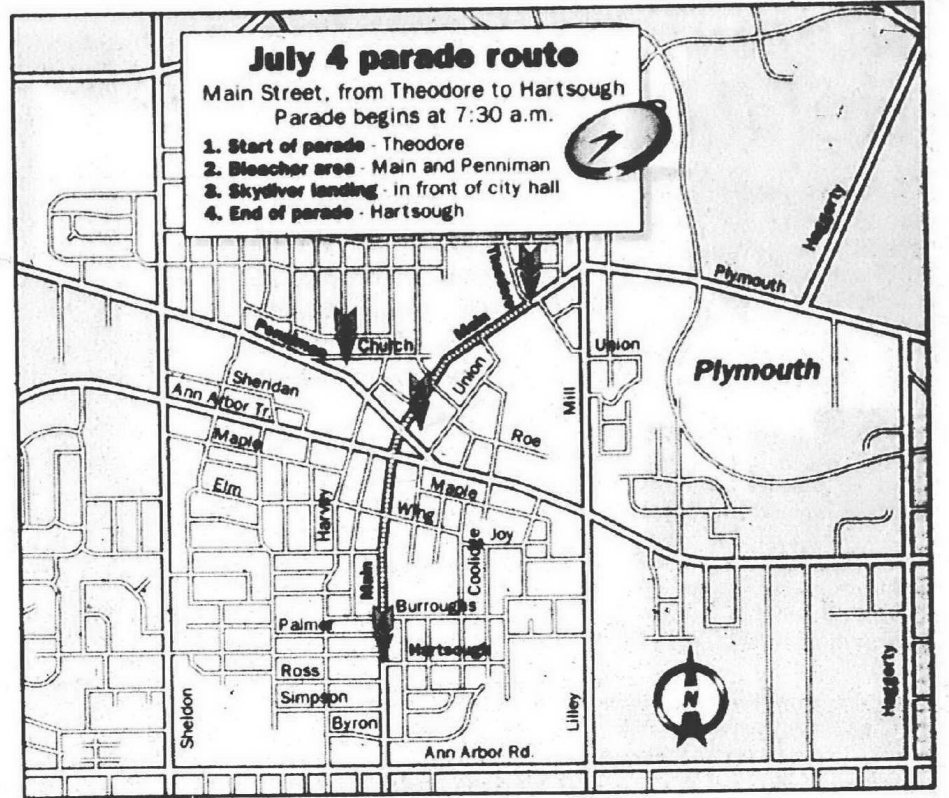 July 4 parade route
Main Street, from Theodore to Hartsough
Parade begins at 7:30 a.m.
1. Start of parade - Theodore
2. Bleacher area - Main and Penniman
3. Skydiver landing - in front of city hall
4. End of parade - Hartsough
Haggerty
Plymouth
Theodore
Main
Penniman
Church
Union
Union
Plymouth
Sheridan
Mill
Ann Arbor Tr.
Roe
Maple
Maple
Elm
Wing
Harvey
Joy
Coolidge
Main
Burroughs
Palmer
Hartsough
Ross
Simpson
N
Haggerty
Sheldon
Lilley
Byron
Ann Arbor Rd.